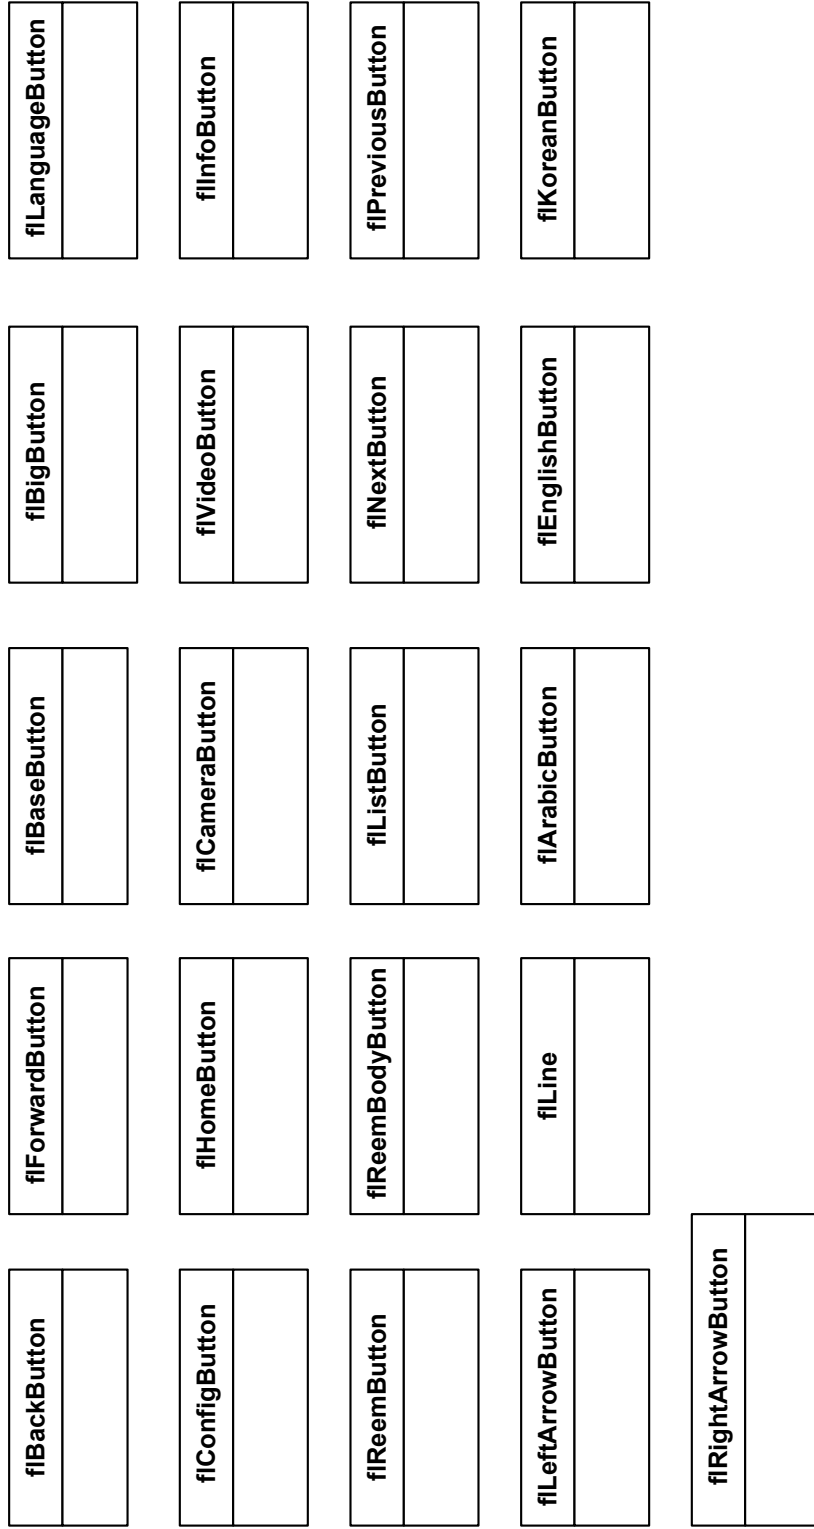 flBackButton
flForwardButton
flBaseButton
flBigButton
flLanguageButton
flConfigButton
flHomeButton
flCameraButton
flVideoButton
flInfoButton
flReemButton
flReemBodyButton
flListButton
flNextButton
flPreviousButton
flLeftArrowButton
flLine
flArabicButton
flEnglishButton
flKoreanButton
flRightArrowButton